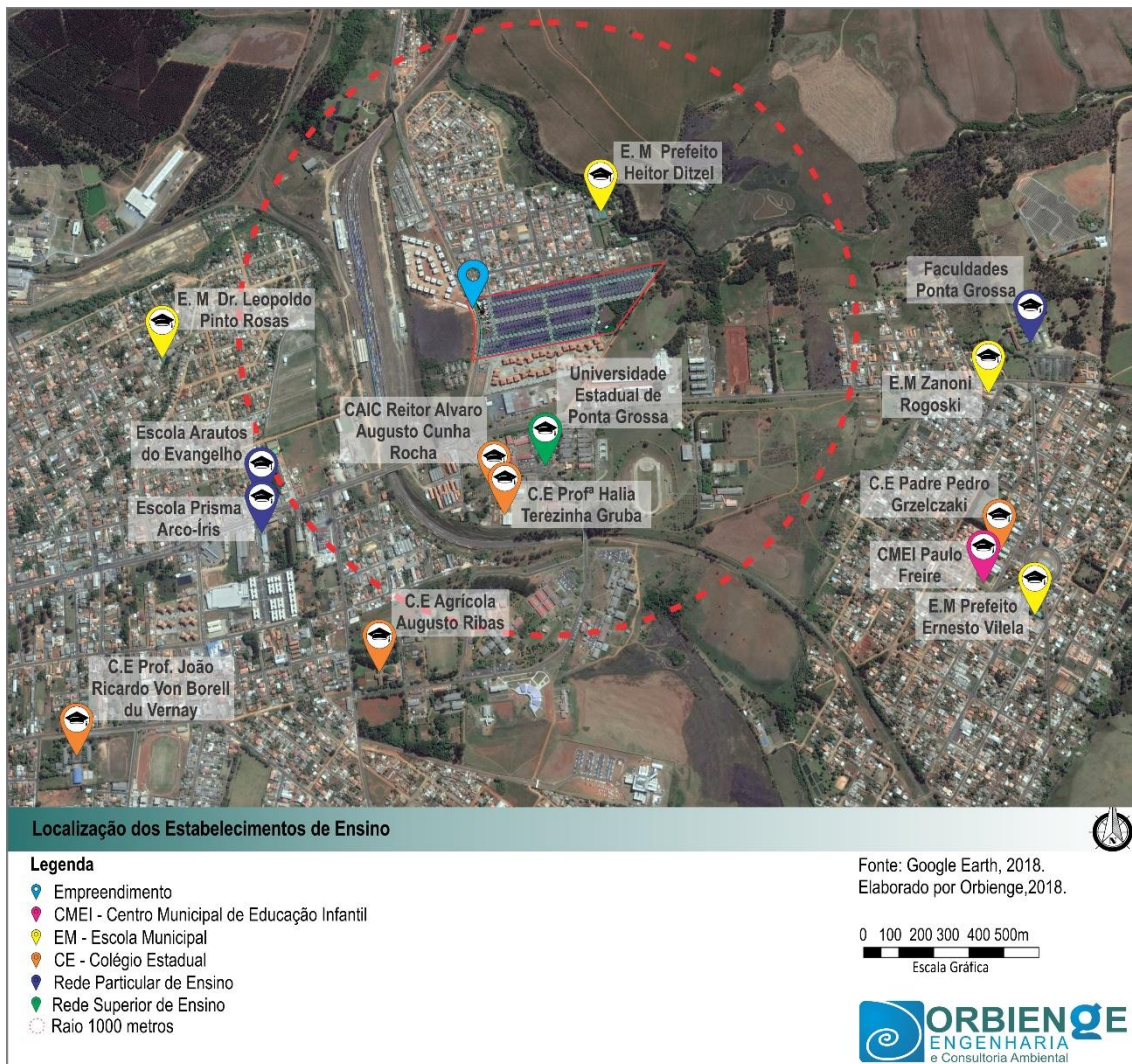 E. M  Prefeito
Heitor Ditzel
Faculdades
Ponta Grossa
E. M  Dr. Leopoldo
Pinto Rosas
E.M Zanoni
Rogoski
Universidade
Estadual de
Ponta Grossa
CAIC Reitor Alvaro
Augusto Cunha
Rocha
Escola Arautos
do Evangelho
C.E Profª Halia
Terezinha Gruba
Escola Prisma
Arco-Íris
C.E Padre Pedro
Grzelczaki
CMEI Paulo
Freire
E.M Prefeito
Ernesto Vilela
C.E Agrícola
Augusto Ribas
C.E Prof. João
Ricardo Von Borell
du Vernay
Localização dos Estabelecimentos de Ensino
Legenda
Empreendimento
CMEI - Centro Municipal de Educação Infantil
EM - Escola Municipal
CE - Colégio Estadual
Rede Particular de Ensino
Rede Superior de Ensino
Raio 1000 metros
Fonte: Google Earth, 2018.
Elaborado por Orbienge,2018.
0 100 200 300 400 500m
Escala Gráfica
ORBIENGE
ENGENHARIA
e Consultoria Ambiental